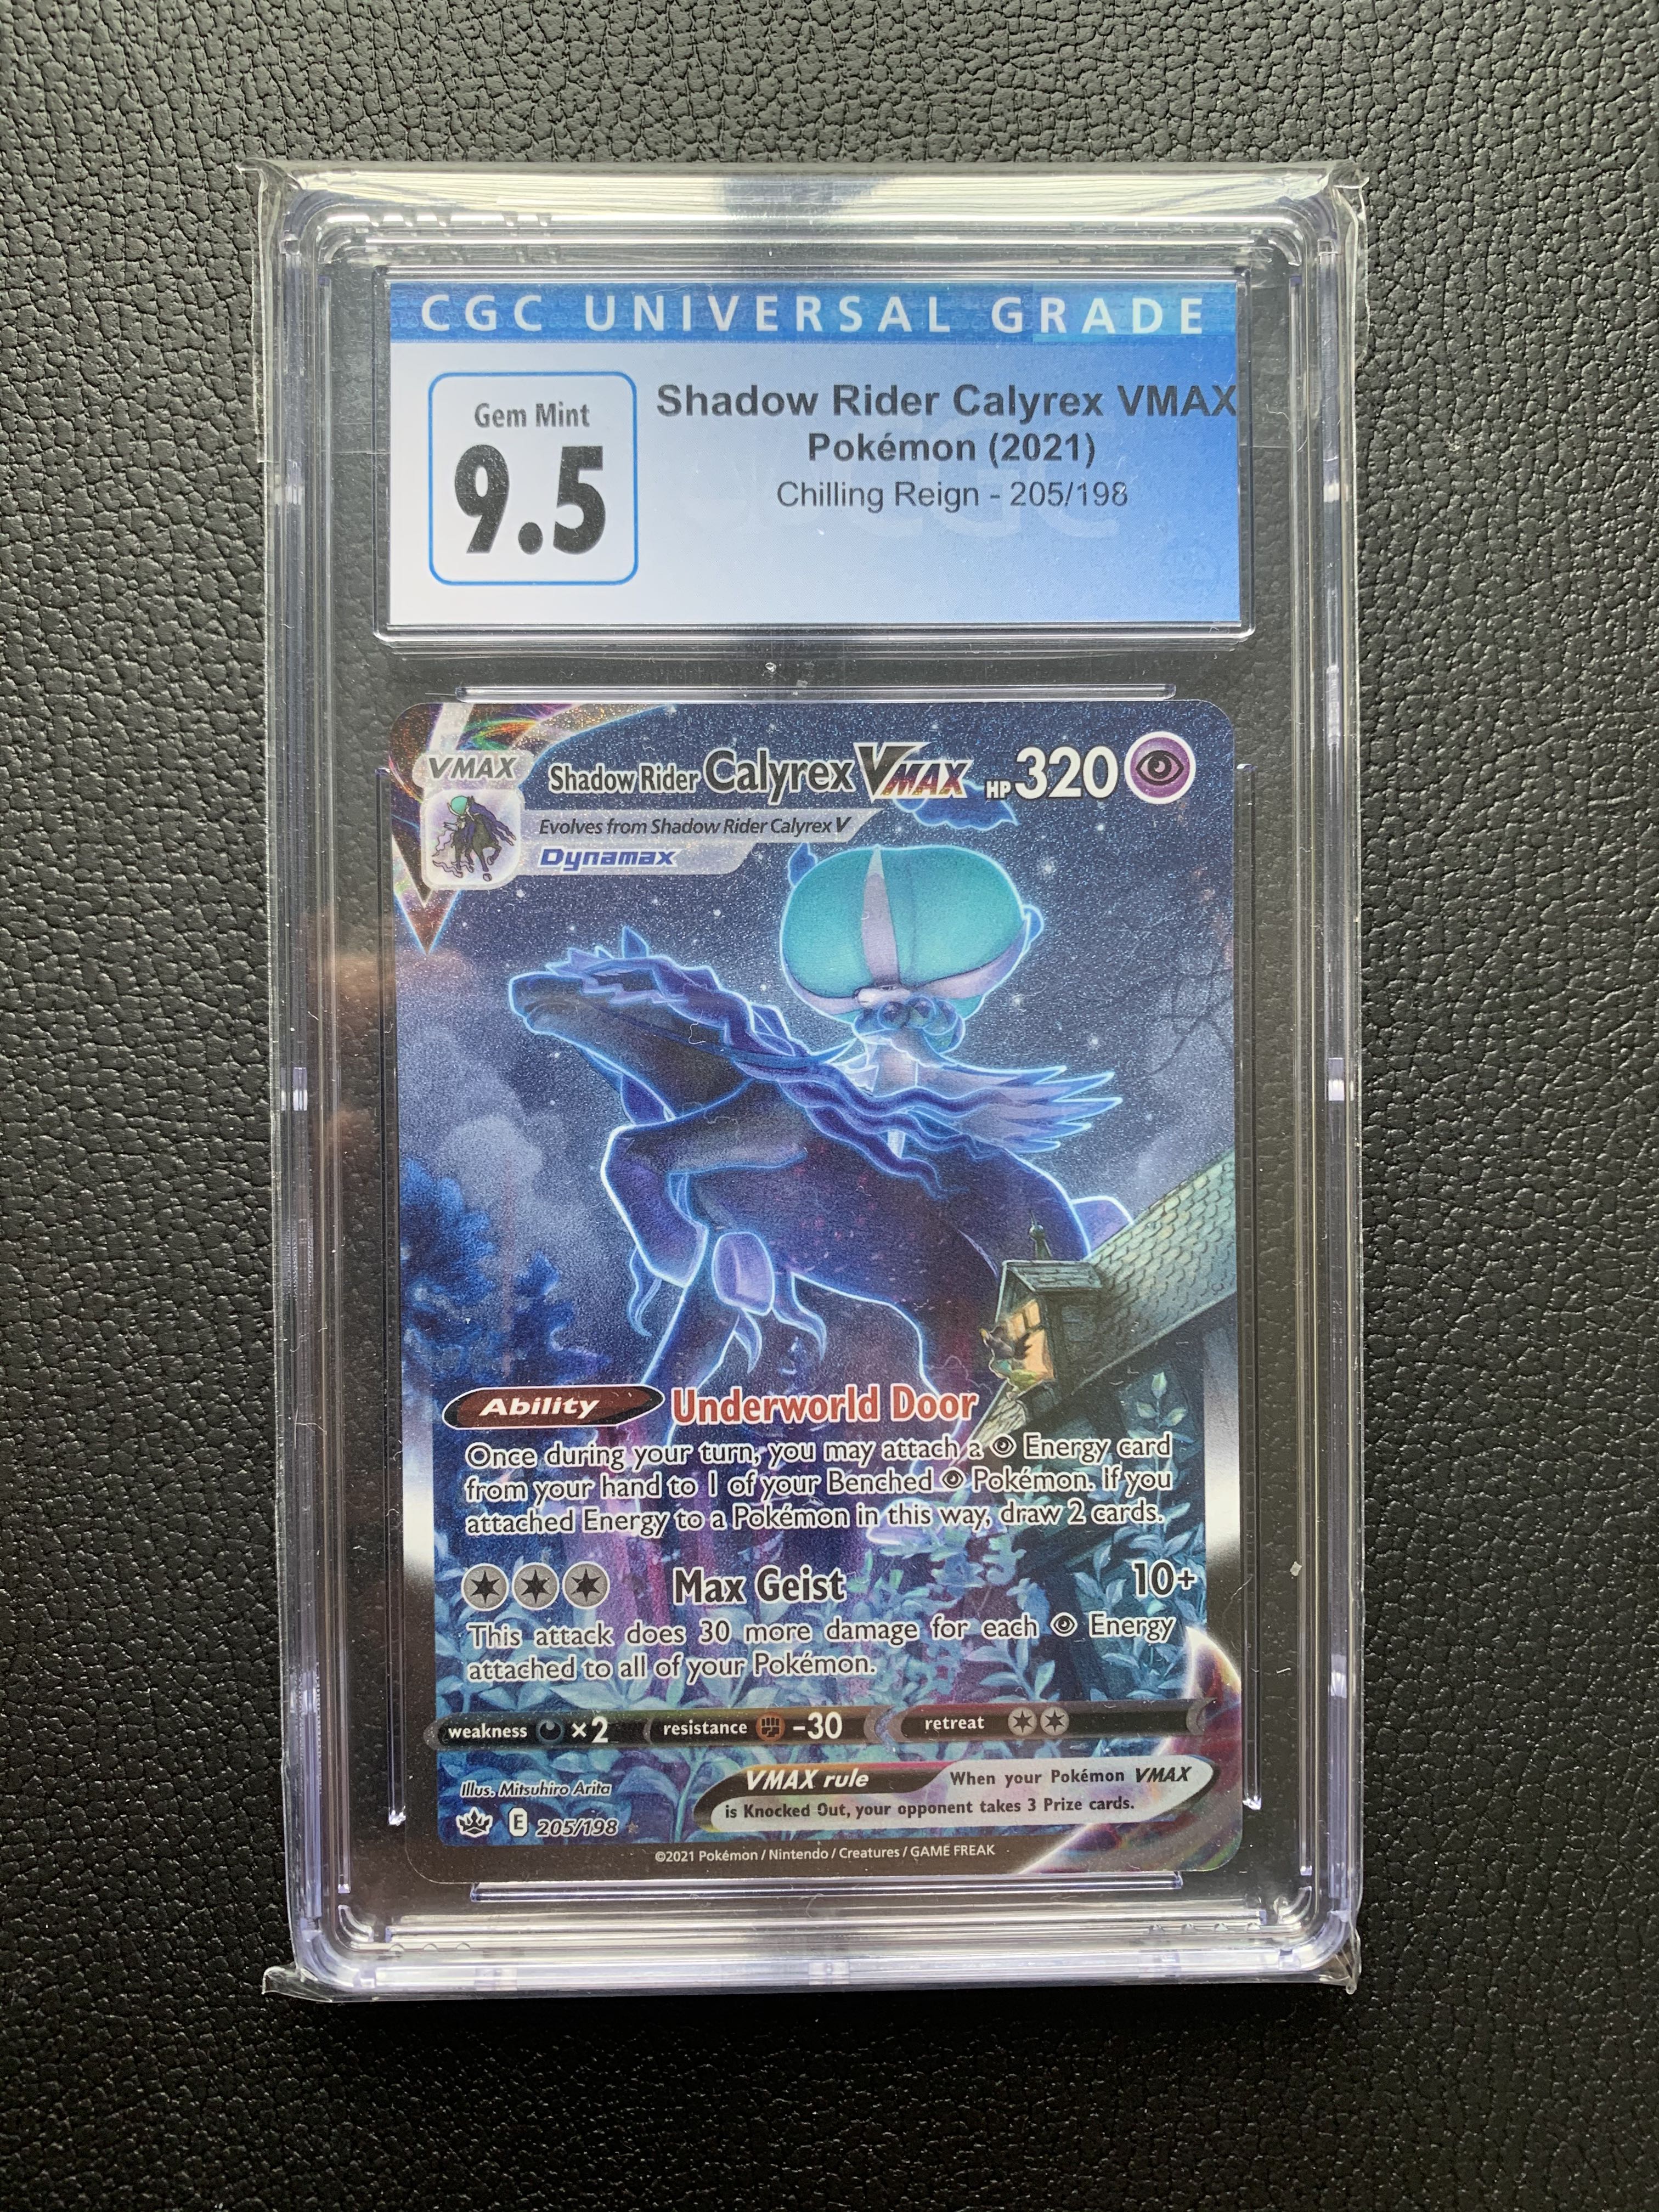 CGC UNIVERSAL GRADE
Gem Mint
9.5
Shadow Rider Calyrex VMAX
Pokémon (2021)
Chilling Reign - 205/198
CGC
VMAX
Shadow Rider Calyrex VMAX HP 320
Evolves from Shadow Rider Calyrex V
Dynamax
Ability Underworld Door
Once during your turn, you may attach a Energy card
from your hand to 1 of your Benched Pokémon. If you
attached Energy to a Pokémon in this way, draw 2 cards.
Max Geist 10+
This attack does 30 more damage for each Energy
attached to all of your Pokémon.
weakness ×2 resistance -30 retreat
Illus. Mitsuhiro Arita
VMAX rule When your Pokémon VMAX
is Knocked Out, your opponent takes 3 Prize cards.
E 205/198
©2021 Pokémon / Nintendo / Creatures / GAME FREAK